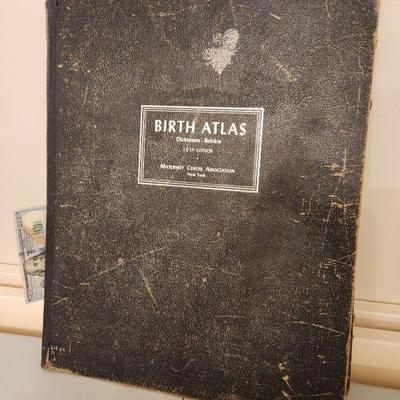 BIRTH ATLAS
Dickinson - Belskie
FIFTH EDITION
MATERNITY CENTER ASSOCIATION
New York